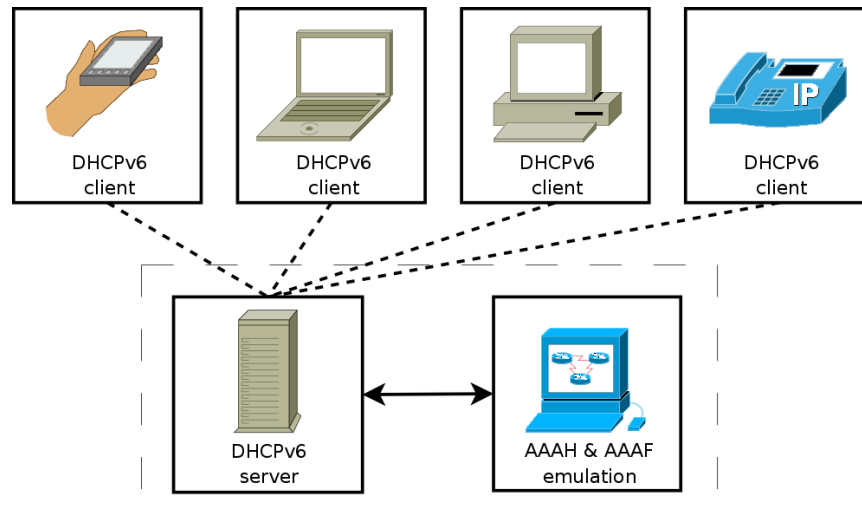 IP
DHCPv6
client
DHCPv6
client
DHCPv6
client
DHCPv6
client
DHCPv6
server
AAAH & AAAF
emulation